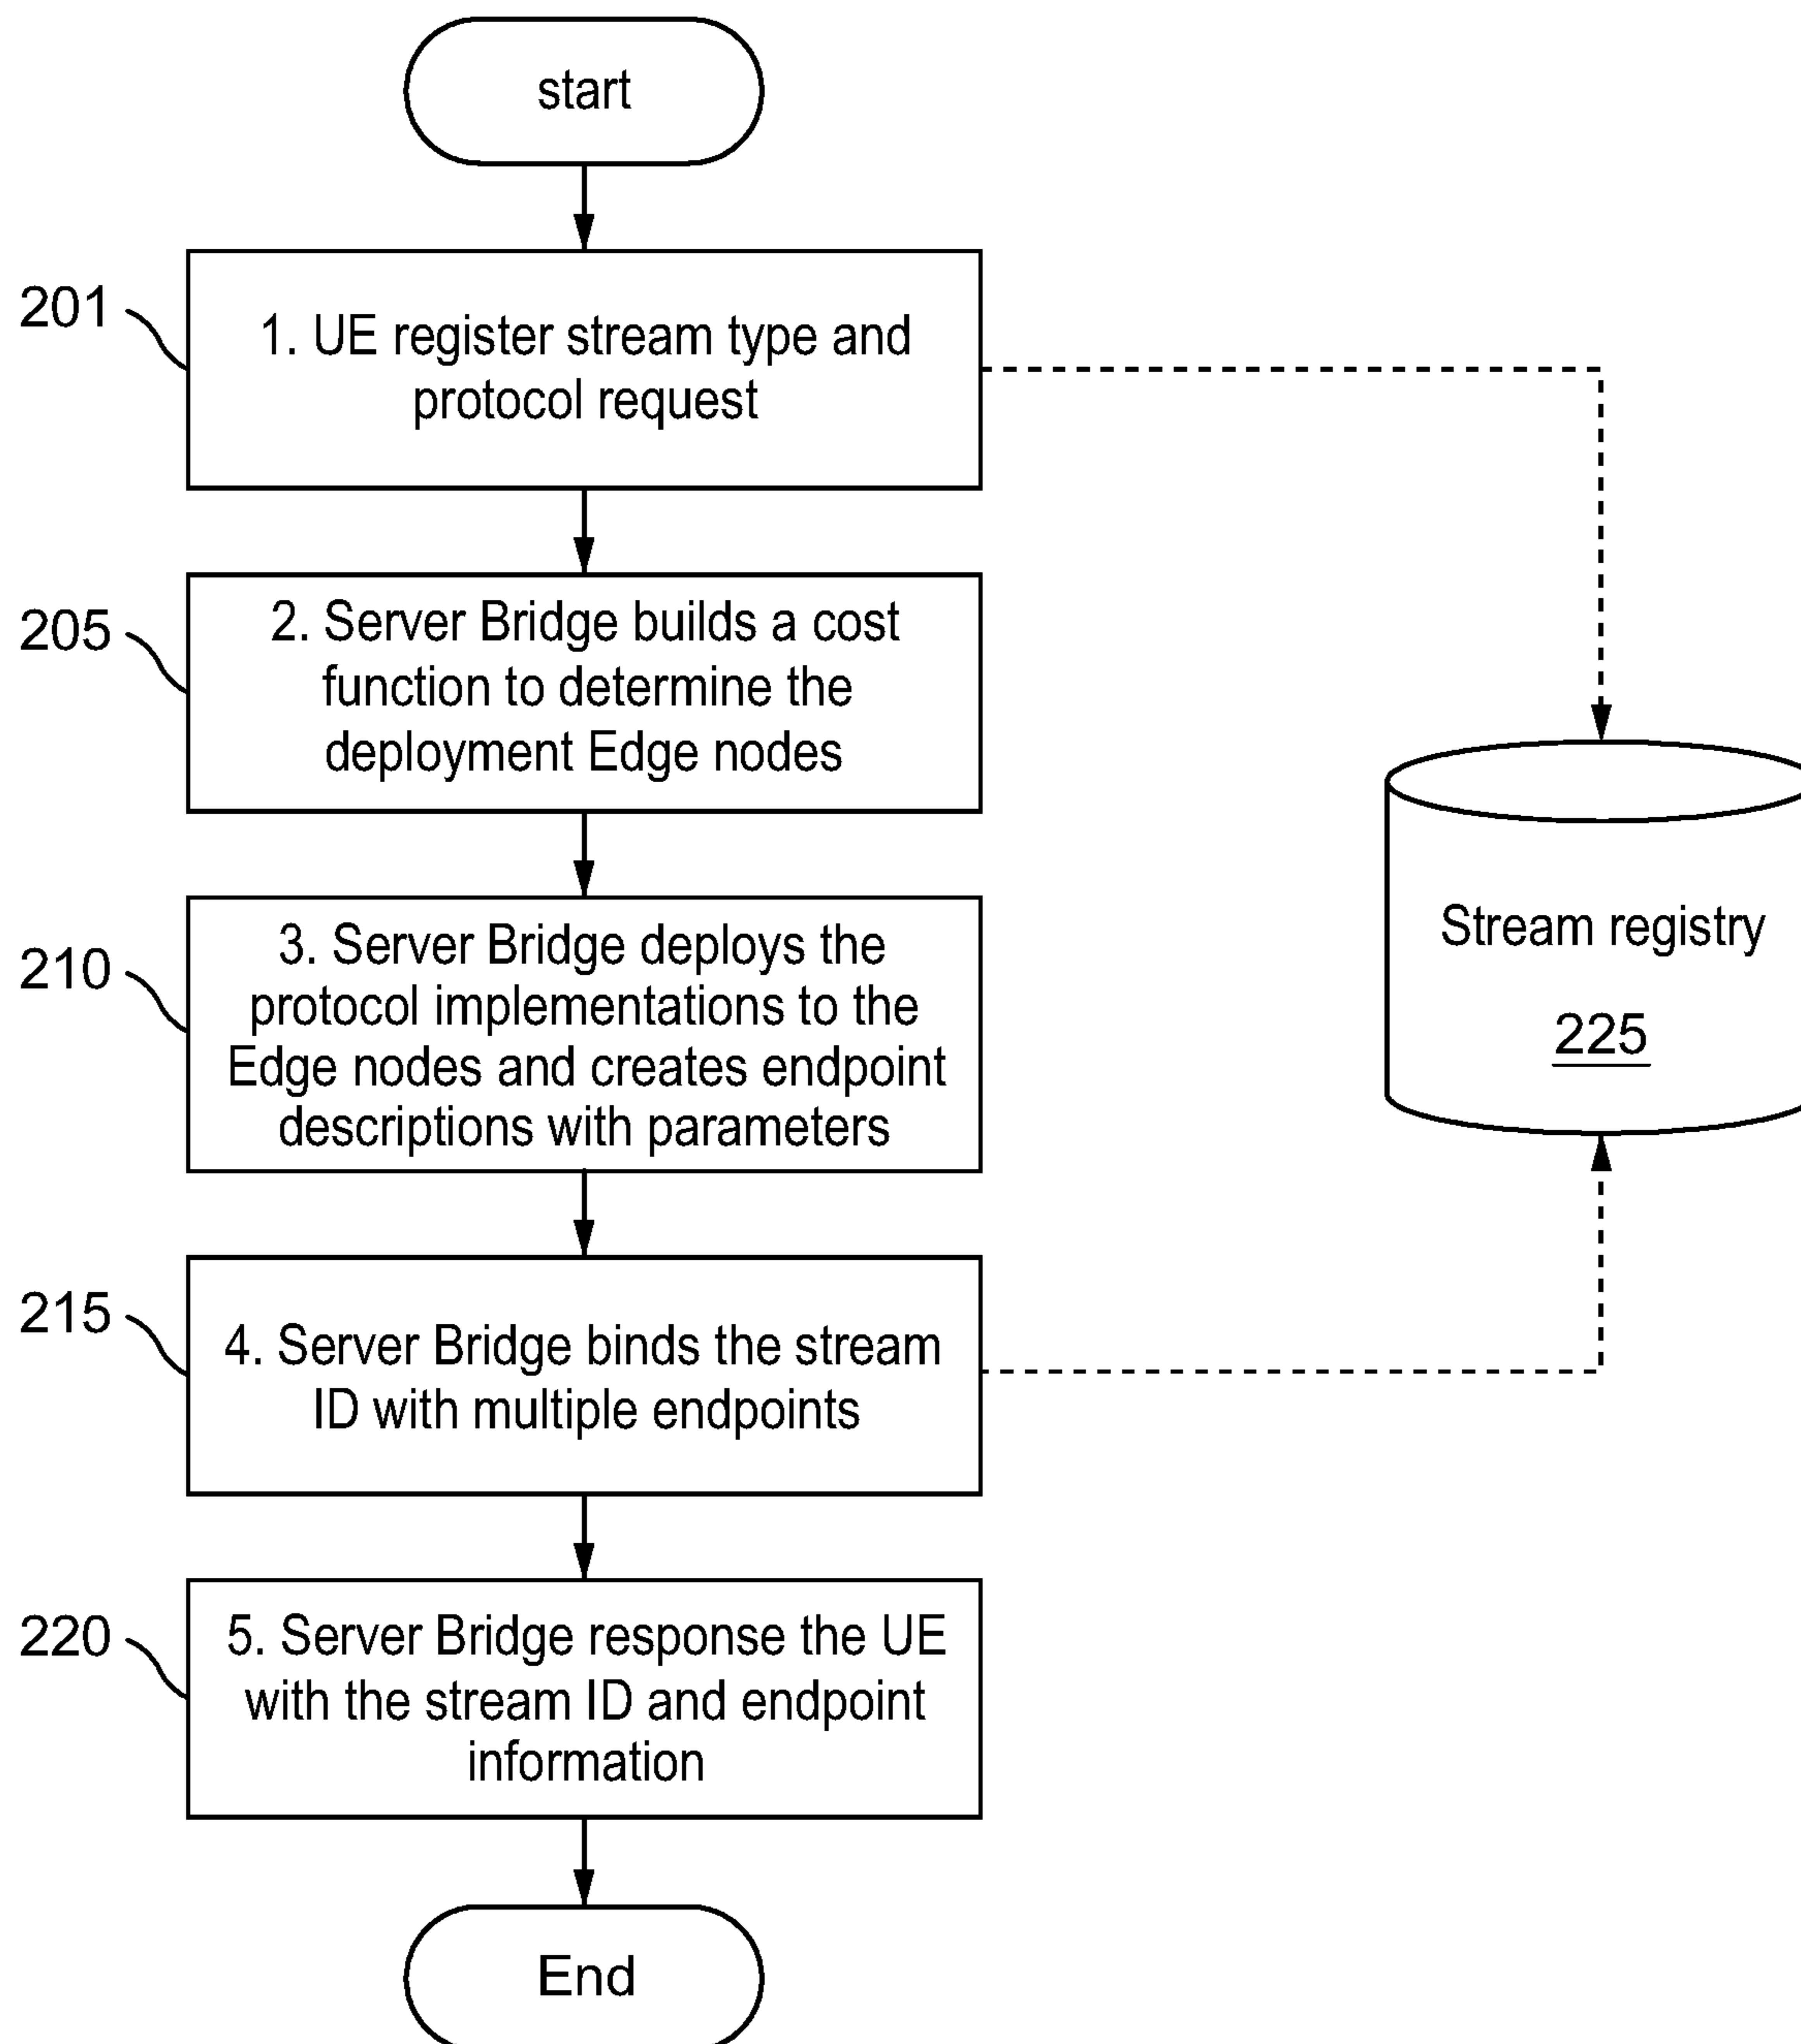 start
201
1. UE register stream type and
protocol request
205
2. Server Bridge builds a cost
function to determine the
deployment Edge nodes
210
3. Server Bridge deploys the
protocol implementations to the
Edge nodes and creates endpoint
descriptions with parameters
Stream registry
225
215
4. Server Bridge binds the stream
ID with multiple endpoints
220
5. Server Bridge response the UE
with the stream ID and endpoint
information
End